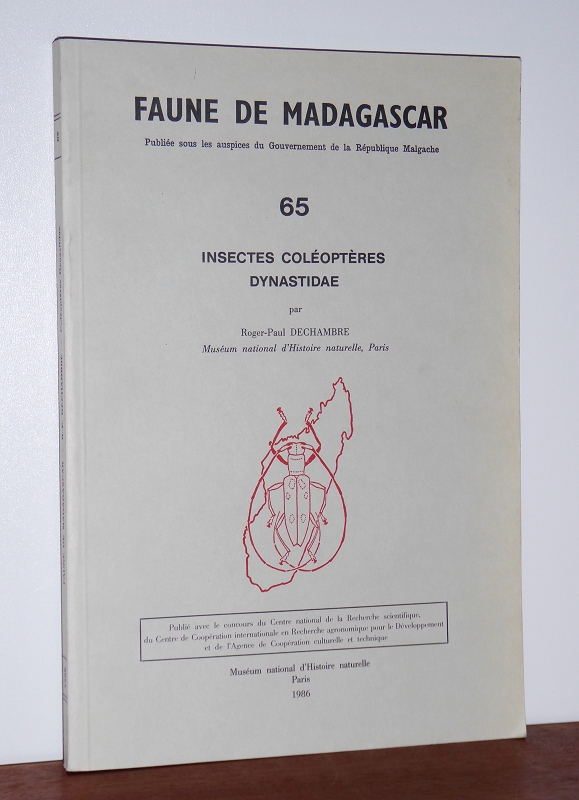 FAUNE DE MADAGASCAR
Publiée sous les auspices du Gouvernement de la République Malgache
65
INSECTES COLÉOPTÈRES
DYNASTIDAE
par
Roger-Paul DECHAMBRE
Muséum national d'Histoire naturelle, Paris
Publié avec le concours du Centre national de la Recherche scientifique,
du Centre de Coopération internationale en Recherche agronomique pour le Développement
et de l'Agence de Coopération culturelle et technique
Muséum national d'Histoire naturelle
Paris
1986